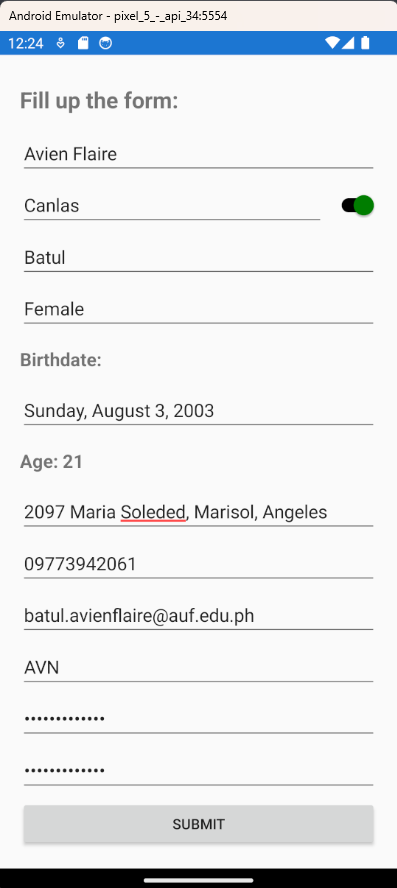 Android Emulator - pixel_5_-_api_34:5554
12:24
Fill up the form:
Avien Flaire
Canlas
Batul
Female
Birthdate:
Sunday, August 3, 2003
Age: 21
2097 Maria Soleded, Marisol, Angeles
09773942061
batul.avienflaire@auf.edu.ph
AVN
•••••••••••••
•••••••••••••
SUBMIT